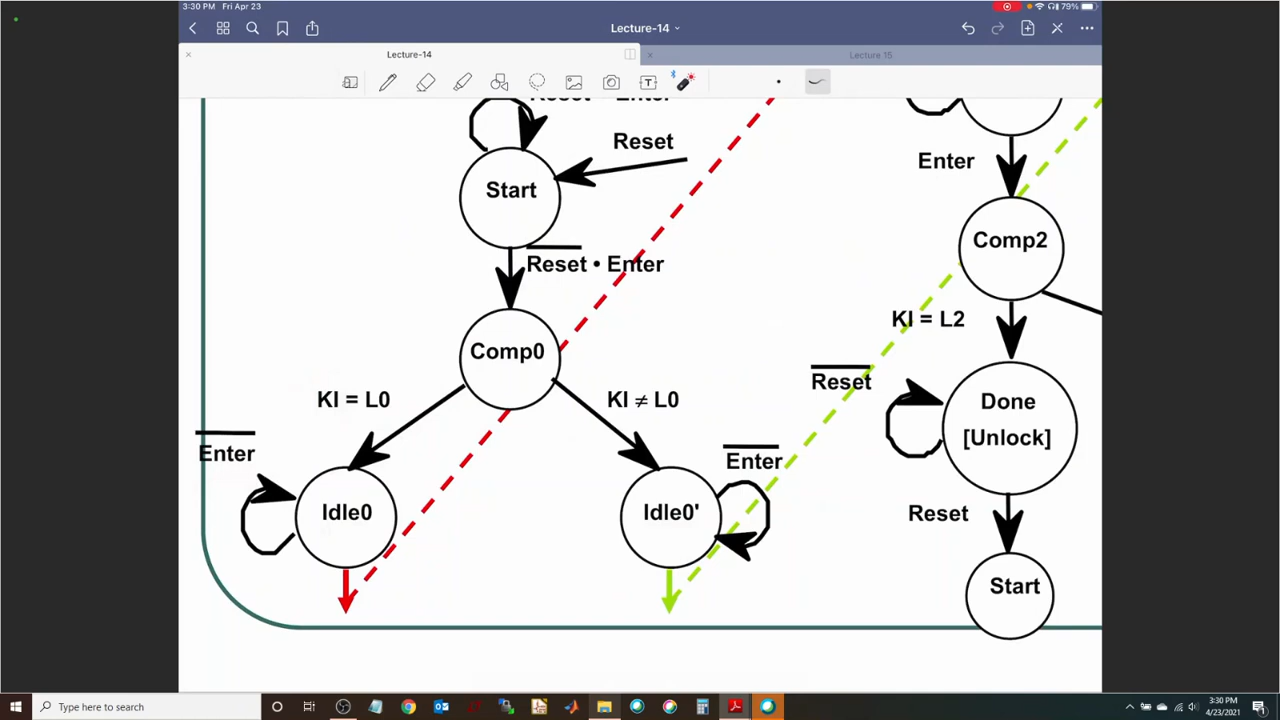 3:30 PM Fri Apr 23
79%
Lecture-14
Lecture-14
Lecture 15
Reset
Start
Reset • Enter
Comp0
KI = L0
KI ≠ L0
Enter
Idle0
Enter
Idle0'
Enter
Comp2
KI = L2
Reset
Done
[Unlock]
Reset
Start
Type here to search
3:30 PM
4/23/2021